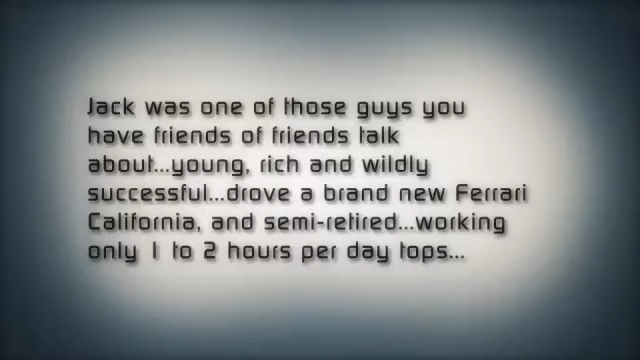 Jack was one of those guys you
have friends of friends talk
about...young, rich and wildly
successful...drove a brand new Ferrari
California, and semi-retired...working
only 1 to 2 hours per day tops...